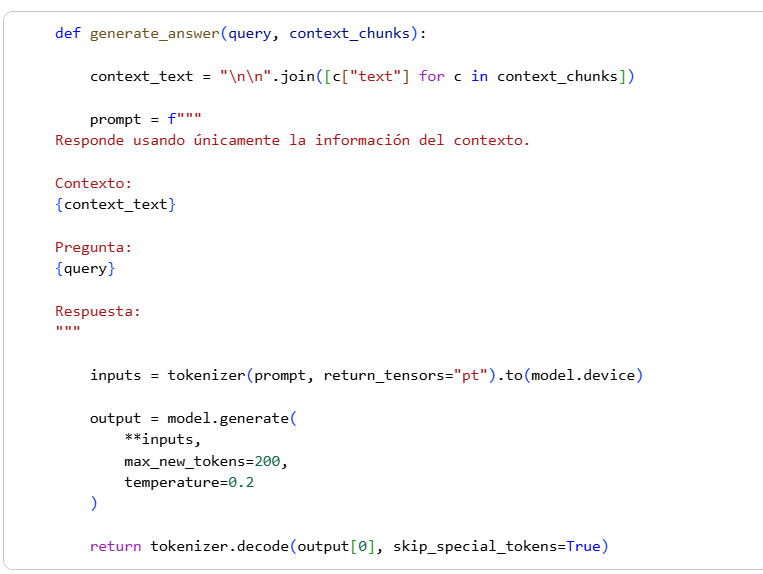 def generate_answer(query, context_chunks):
context_text = "\n\n".join([c["text"] for c in context_chunks])
prompt = f"""
Responde usando únicamente la información del contexto.
Contexto:
{context_text}
Pregunta:
{query}
Respuesta:
"""
inputs = tokenizer(prompt, return_tensors="pt").to(model.device)
output = model.generate(
**inputs,
max_new_tokens=200,
temperature=0.2
)
return tokenizer.decode(output[0], skip_special_tokens=True)